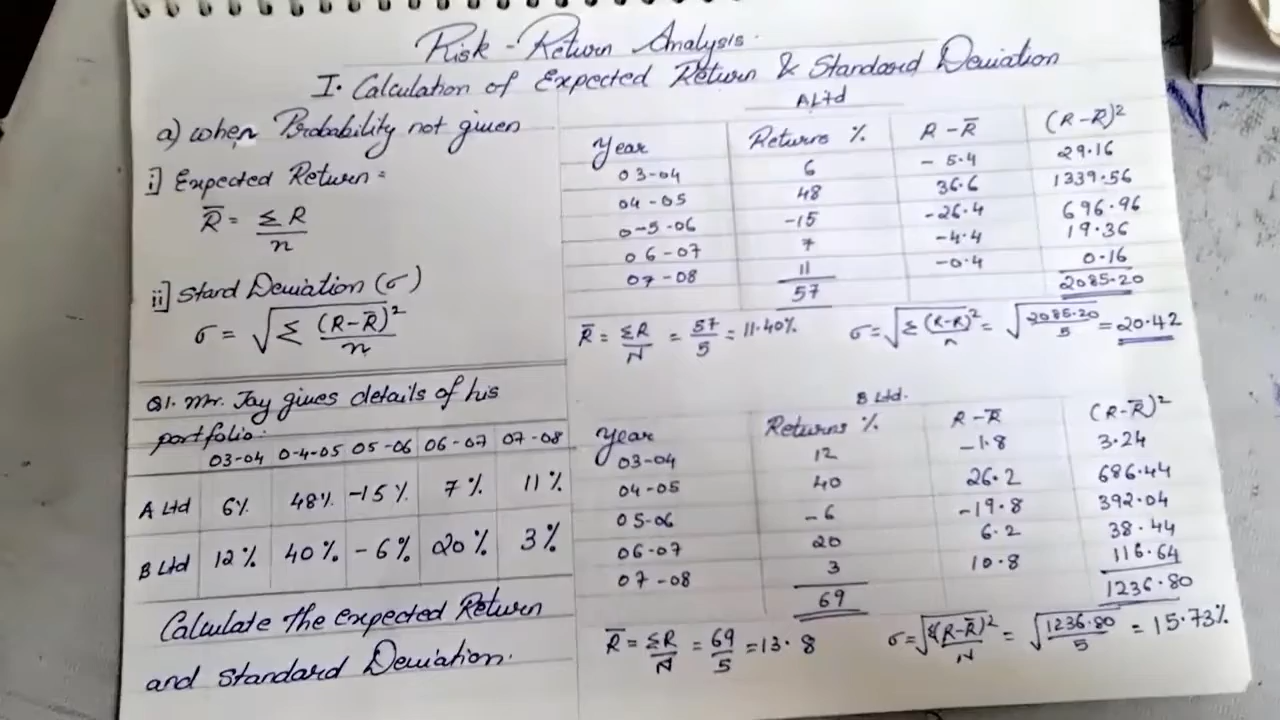 Risk - Return Analysis.
I. Calculation of Expected Return & Standard Deviation
a) when Probability not given
i] Expected Return =
R̅ = ΣR / n
ii] Stard Deviation (σ)
σ = √Σ (R-R̅)² / n
Q1. Mr. Jay gives details of his
portfolio:
03-04 0-4-05 05-06 06-07 07-08
A Ltd 6% 48% -15% 7% 11%
B Ltd 12% 40% -6% 20% 3%
Calculate the expected Return
and Standard Deviation.
A Ltd
Year Returns % R-R̅ (R-R̅)²
03-04 6 -5.4 29.16
04-05 48 36.6 1339.56
0-5-06 -15 -26.4 696.96
06-07 7 -4.4 19.36
07-08 11 -0.4 0.16
57 2085.20
R̅ = ΣR / N = 57 / 5 = 11.40% σ = √Σ (R-R)² / n = √2085.20 / 5 = 20.42
B Ltd.
Year Returns % R-R̅ (R-R̅)²
03-04 12 -1.8 3.24
04-05 40 26.2 686.44
05-06 -6 -19.8 392.04
06-07 20 6.2 38.44
07-08 3 10.8 116.64
69 1236.80
R̅ = ΣR / N = 69 / 5 = 13.8 σ = √Σ(R-R̅)² / N = √1236.80 / 5 = 15.73%